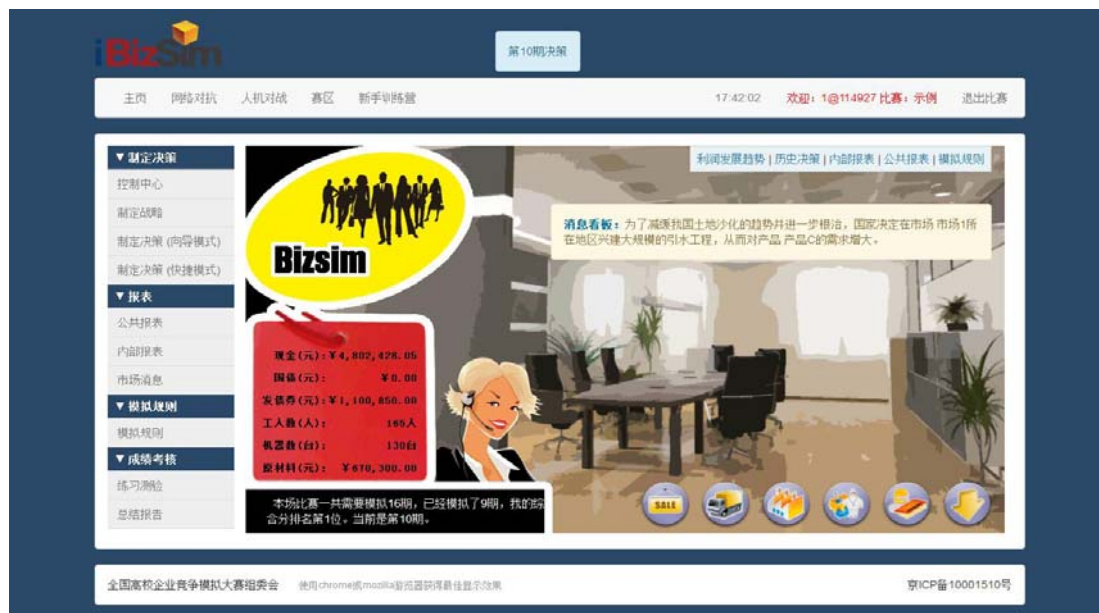 iBizSim
第10期决策
主页 网络对抗 人机对战 赛区 新手训练营 17:42:02 欢迎：1@114927 比赛：示例 退出比赛
▼ 制定决策
控制中心
制定战略
制定决策 (向导模式)
制定决策 (快捷模式)
▼ 报表
公共报表
内部报表
市场消息
▼ 模拟规则
模拟规则
▼ 成绩考核
练习测验
总结报告
Bizsim
利润发展趋势 | 历史决策 | 内部报表 | 公共报表 | 模拟规则
消息看板：为了减缓我国土地沙化的趋势并进一步根治，国家决定在市场 市场1所
在地区兴建大规模的引水工程，从而对产品 产品C的需求增大。
现金(元)：￥4,802,428.05
国债(元)： ￥0.00
发债券(元)：￥1,100,850.00
工人数(人)： 165人
机器数(台)： 130台
原材料(元)： ￥670,300.00
本场比赛一共需要模拟16期，已经模拟了9期，我的综
合分排名第1位。当前是第10期。
SALE
全国高校企业竞争模拟大赛组委会 使用chrome或mozilla浏览器获得最佳显示效果 京ICP备10001510号